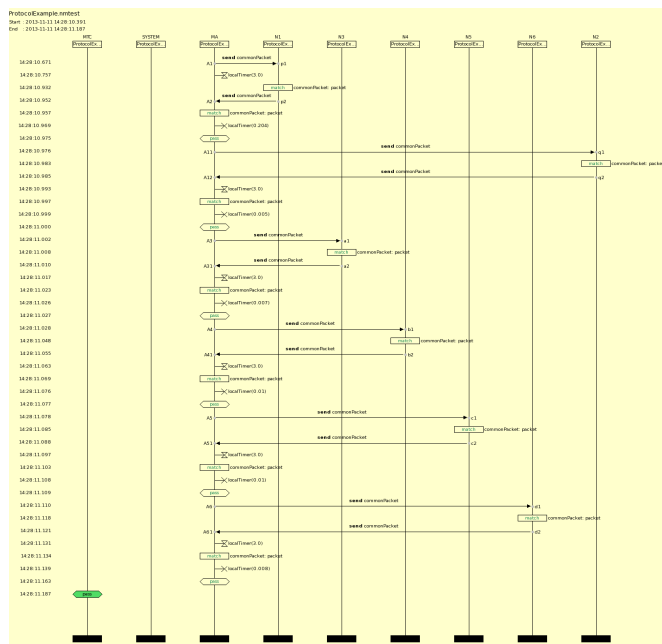 ProtocolExample.nmtest
Start : 2013-11-11 14:28:10.391
End : 2013-11-11 14:28:11.187
MTC SYSTEM MA N1 N3 N4 N5 N6 N2
ProtocolEx... ProtocolEx... ProtocolEx... ProtocolEx... ProtocolEx... ProtocolEx... ProtocolEx... ProtocolEx... ProtocolEx...
14:28:10.671 A1 send commonPacket p1
14:28:10.757 localTimer(3.0)
14:28:10.932 match commonPacket: packet
14:28:10.952 A2 send commonPacket p2
14:28:10.957 match commonPacket: packet
14:28:10.969 localTimer(0.204)
14:28:10.975 pass
14:28:10.976 A11 send commonPacket q1
14:28:10.983 match commonPacket: packe
14:28:10.985 A12 send commonPacket q2
14:28:10.993 localTimer(3.0)
14:28:10.997 match commonPacket: packet
14:28:10.999 localTimer(0.005)
14:28:11.000 pass
14:28:11.002 A3 send commonPacket a1
14:28:11.008 match commonPacket: packet
14:28:11.010 A31 send commonPacket a2
14:28:11.017 localTimer(3.0)
14:28:11.023 match commonPacket: packet
14:28:11.026 localTimer(0.007)
14:28:11.027 pass
14:28:11.028 A4 send commonPacket b1
14:28:11.048 match commonPacket: packet
14:28:11.055 A41 send commonPacket b2
14:28:11.063 localTimer(3.0)
14:28:11.069 match commonPacket: packet
14:28:11.076 localTimer(0.01)
14:28:11.077 pass
14:28:11.078 A5 send commonPacket c1
14:28:11.085 match commonPacket: packet
14:28:11.088 A51 send commonPacket c2
14:28:11.097 localTimer(3.0)
14:28:11.103 match commonPacket: packet
14:28:11.108 localTimer(0.01)
14:28:11.109 pass
14:28:11.110 A6 send commonPacket d1
14:28:11.118 match commonPacket: packet
14:28:11.121 A61 send commonPacket d2
14:28:11.131 localTimer(3.0)
14:28:11.134 match commonPacket: packet
14:28:11.139 localTimer(0.008)
14:28:11.163 pass
14:28:11.187 pass